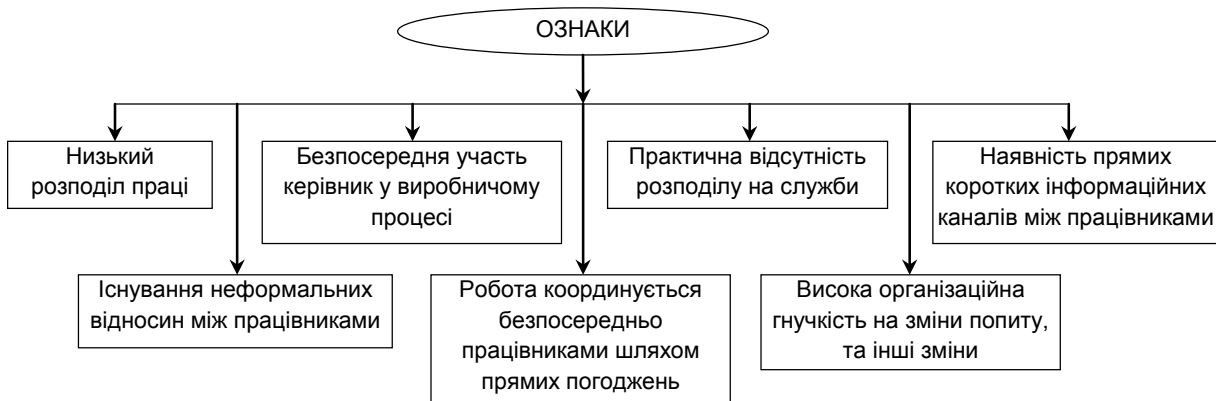 ОЗНАКИ
Низький
розподіл праці
Безпосередня участь
керівник у виробничому
процесі
Практична відсутність
розподілу на служби
Наявність прямих
коротких інформаційних
каналів між працівниками
Існування неформальних
відносин між працівниками
Робота координується
безпосередньо
працівниками шляхом
прямих погоджень
Висока організаційна
гнучкість на зміни попиту,
та інші зміни